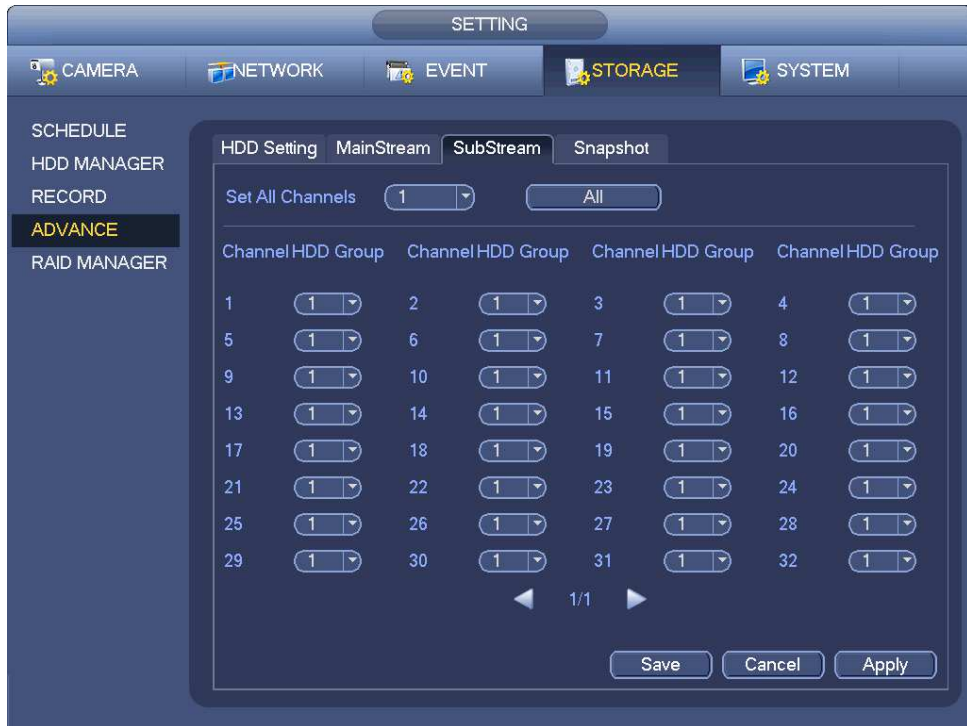 SETTING
CAMERA NETWORK EVENT STORAGE SYSTEM
SCHEDULE
HDD MANAGER
RECORD
ADVANCE
RAID MANAGER
HDD Setting MainStream SubStream Snapshot
Set All Channels 1 All
Channel HDD Group Channel HDD Group Channel HDD Group Channel HDD Group
1 1 2 1 3 1 4 1
5 1 6 1 7 1 8 1
9 1 10 1 11 1 12 1
13 1 14 1 15 1 16 1
17 1 18 1 19 1 20 1
21 1 22 1 23 1 24 1
25 1 26 1 27 1 28 1
29 1 30 1 31 1 32 1
1/1
Save Cancel Apply